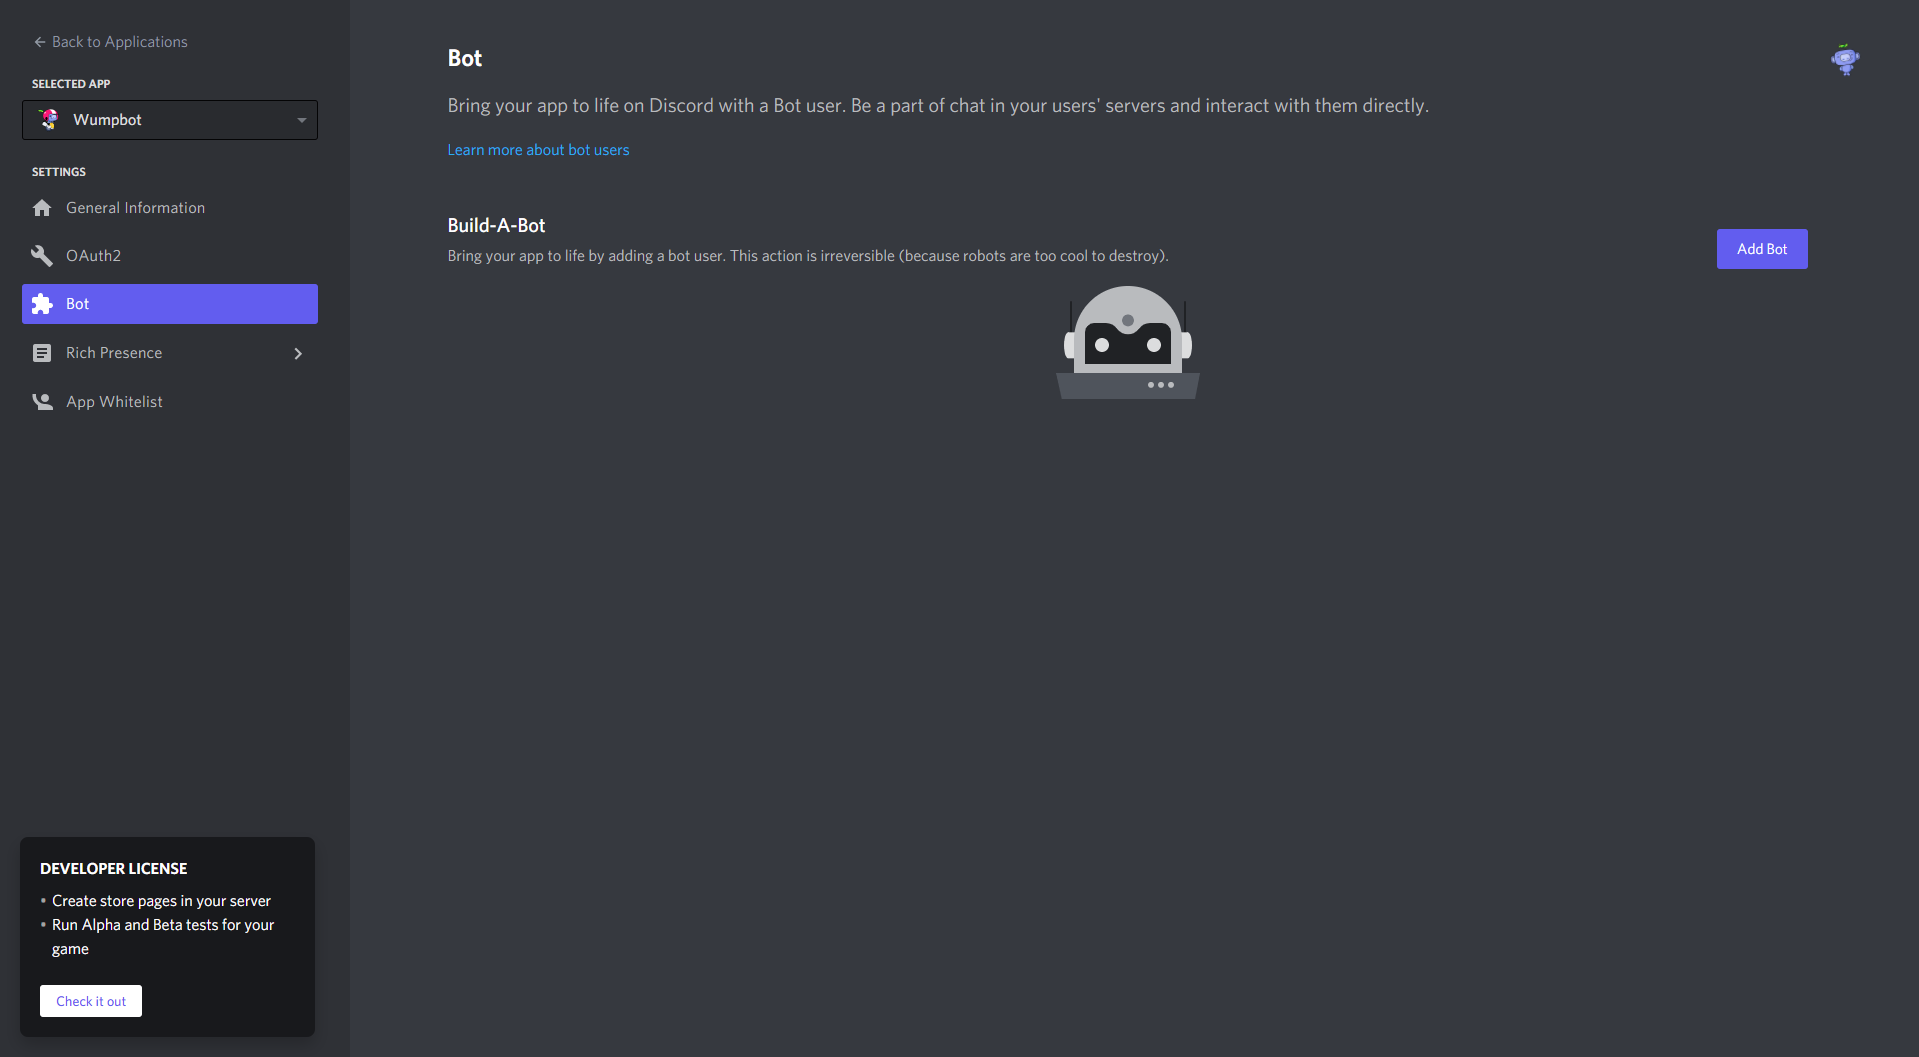 Back to Applications
SELECTED APP
Wumpbot
SETTINGS
General Information
OAuth2
Bot
Rich Presence
App Whitelist
DEVELOPER LICENSE
• Create store pages in your server
• Run Alpha and Beta tests for your
game
Check it out
Bot
Bring your app to life on Discord with a Bot user. Be a part of chat in your users' servers and interact with them directly.
Learn more about bot users
Build-A-Bot
Bring your app to life by adding a bot user. This action is irreversible (because robots are too cool to destroy).
Add Bot